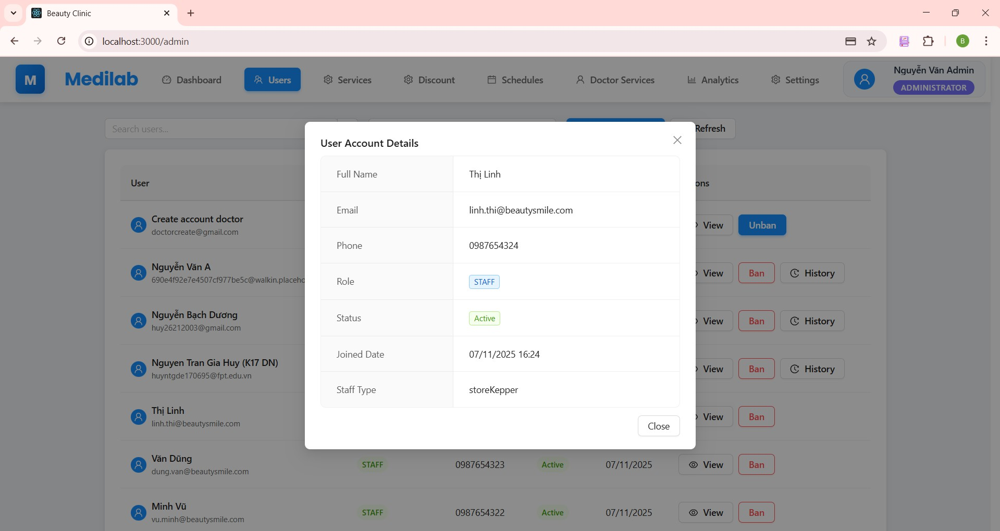 Beauty Clinic
localhost:3000/admin
B
M
Medilab
Dashboard
Users
Services
Discount
Schedules
Doctor Services
Analytics
Settings
Nguyễn Văn Admin
ADMINISTRATOR
Search users...
Refresh
User
ons
Create account doctor
doctorcreate@gmail.com
View
Unban
Nguyễn Văn A
690e4f92e7e4507cf977be5c@walkin.placeho
View
Ban
History
Nguyễn Bạch Dương
huy26212003@gmail.com
View
Ban
History
Nguyen Tran Gia Huy (K17 DN)
huyntgde170695@fpt.edu.vn
View
Ban
History
Thị Linh
linh.thi@beautysmile.com
View
Ban
Văn Dũng
dung.van@beautysmile.com
STAFF
0987654323
Active
07/11/2025
View
Ban
Minh Vũ
vu.minh@beautysmile.com
STAFF
0987654322
Active
07/11/2025
View
Ban
User Account Details
Full Name
Thị Linh
Email
linh.thi@beautysmile.com
Phone
0987654324
Role
STAFF
Status
Active
Joined Date
07/11/2025 16:24
Staff Type
storeKepper
Close